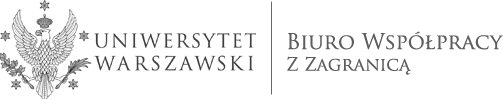 UNIWERSYTET
WARSZAWSKI
BIURO WSPÓŁPRACY
Z ZAGRANICĄ